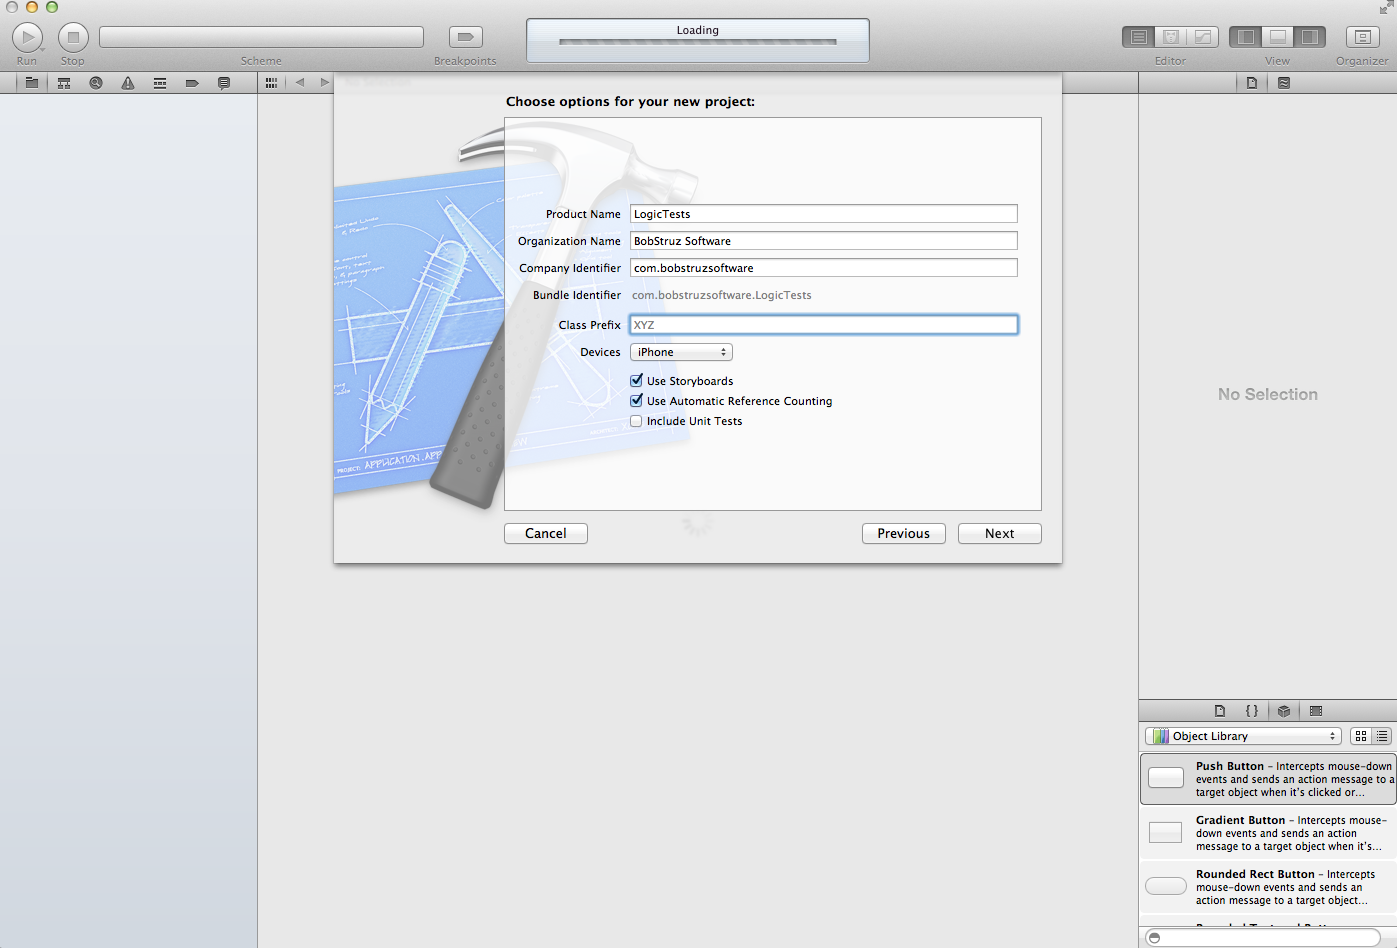 Loading
Run
Stop
Scheme
Breakpoints
Editor
View
Organizer
Choose options for your new project:
Product Name
LogicTests
Organization Name
BobStruz Software
Company Identifier
com.bobstruzsoftware
Bundle Identifier
com.bobstruzsoftware.LogicTests
Class Prefix
XYZ
Devices
iPhone
Use Storyboards
Use Automatic Reference Counting
Include Unit Tests
PROJECT: APPLICATION.APP
Cancel
Previous
Next
No Selection
{ }
Object Library
Push Button – Intercepts mouse-down
events and sends an action message to a
target object when it's clicked or...
Gradient Button – Intercepts mouse-
down events and sends an action
message to a target object when it's...
Rounded Rect Button – Intercepts
mouse-down events and sends an
action message to a target object...